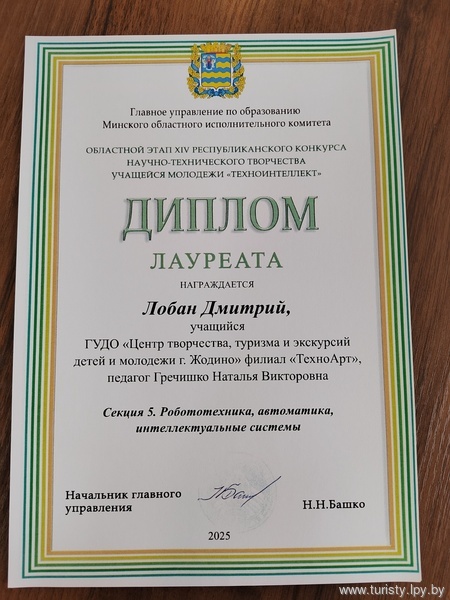 Главное управление по образованию
Минского областного исполнительного комитета
ОБЛАСТНОЙ ЭТАП XIV РЕСПУБЛИКАНСКОГО КОНКУРСА
НАУЧНО-ТЕХНИЧЕСКОГО ТВОРЧЕСТВА
УЧАЩЕЙСЯ МОЛОДЕЖИ «ТЕХНОИНТЕЛЛЕКТ»
ДИПЛОМ
ЛАУРЕАТА
НАГРАЖДАЕТСЯ
Лобан Дмитрий,
учащийся
ГУДО «Центр творчества, туризма и экскурсий
детей и молодежи г. Жодино» филиал «ТехноАрт»,
педагог Гречишко Наталья Викторовна
Секция 5. Робототехника, автоматика,
интеллектуальные системы
Начальник главного
управления
Н.Н.Башко
2025
www.turisty.lpy.by